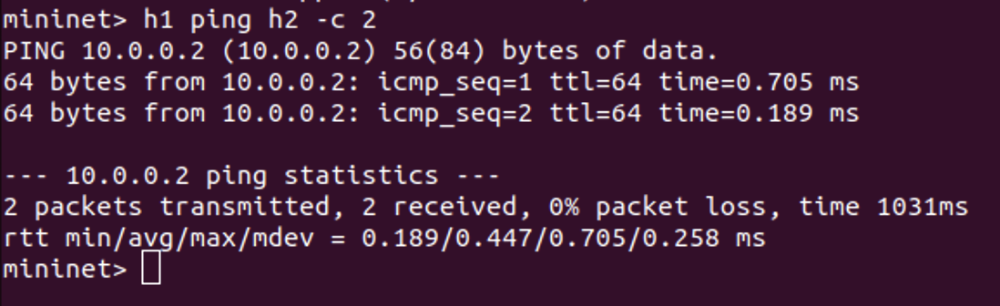 mininet> h1 ping h2 -c 2
PING 10.0.0.2 (10.0.0.2) 56(84) bytes of data.
64 bytes from 10.0.0.2: icmp_seq=1 ttl=64 time=0.705 ms
64 bytes from 10.0.0.2: icmp_seq=2 ttl=64 time=0.189 ms

--- 10.0.0.2 ping statistics ---
2 packets transmitted, 2 received, 0% packet loss, time 1031ms
rtt min/avg/max/mdev = 0.189/0.447/0.705/0.258 ms
mininet>